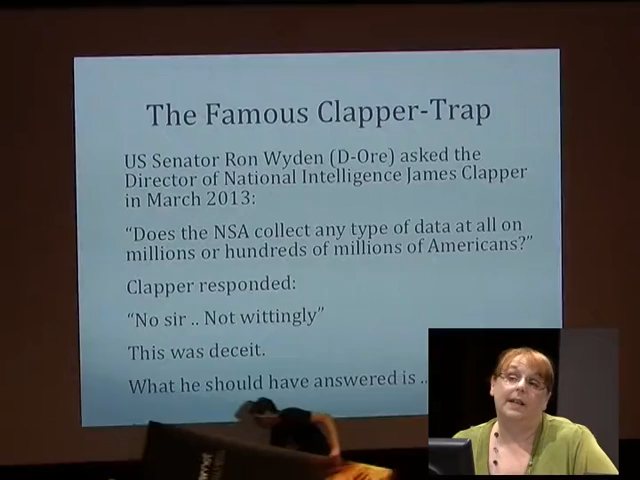 The Famous Clapper-Trap
US Senator Ron Wyden (D-Ore) asked the
Director of National Intelligence James Clapper
in March 2013:
“Does the NSA collect any type of data at all on
millions or hundreds of millions of Americans?”
Clapper responded:
“No sir .. Not wittingly”
This was deceit.
What he should have answered is ..